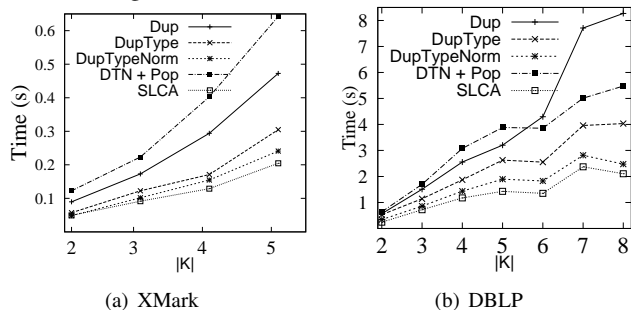 Time (s)
0.6
0.5
0.4
0.3
0.2
0.1
Dup
DupType
DupTypeNorm
DTN + Pop
SLCA
2
3
4
5
|K|
(a) XMark
Time (s)
8
7
6
5
4
3
2
1
Dup
DupType
DupTypeNorm
DTN + Pop
SLCA
2
3
4
5
6
7
8
|K|
(b) DBLP